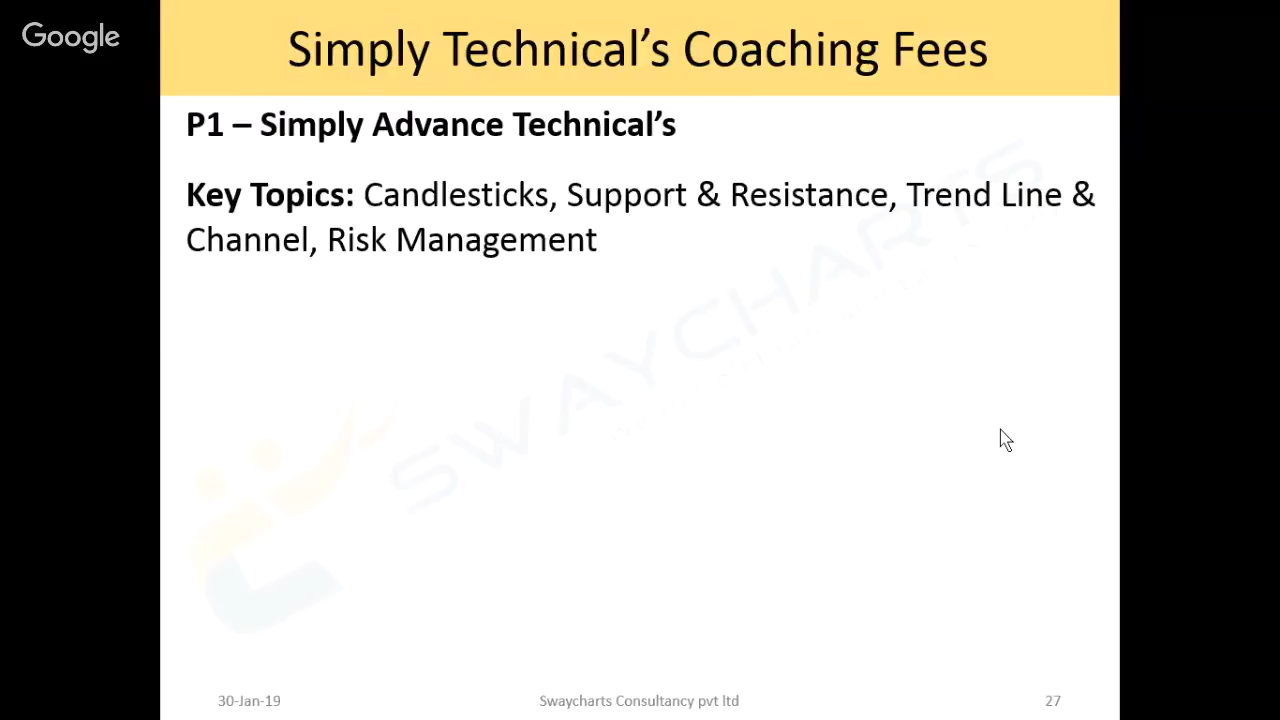 Google
Simply Technical's Coaching Fees
P1 – Simply Advance Technical's
Key Topics: Candlesticks, Support & Resistance, Trend Line &
Channel, Risk Management
SWAYCHARTS
30-Jan-19
Swaycharts Consultancy pvt ltd
27